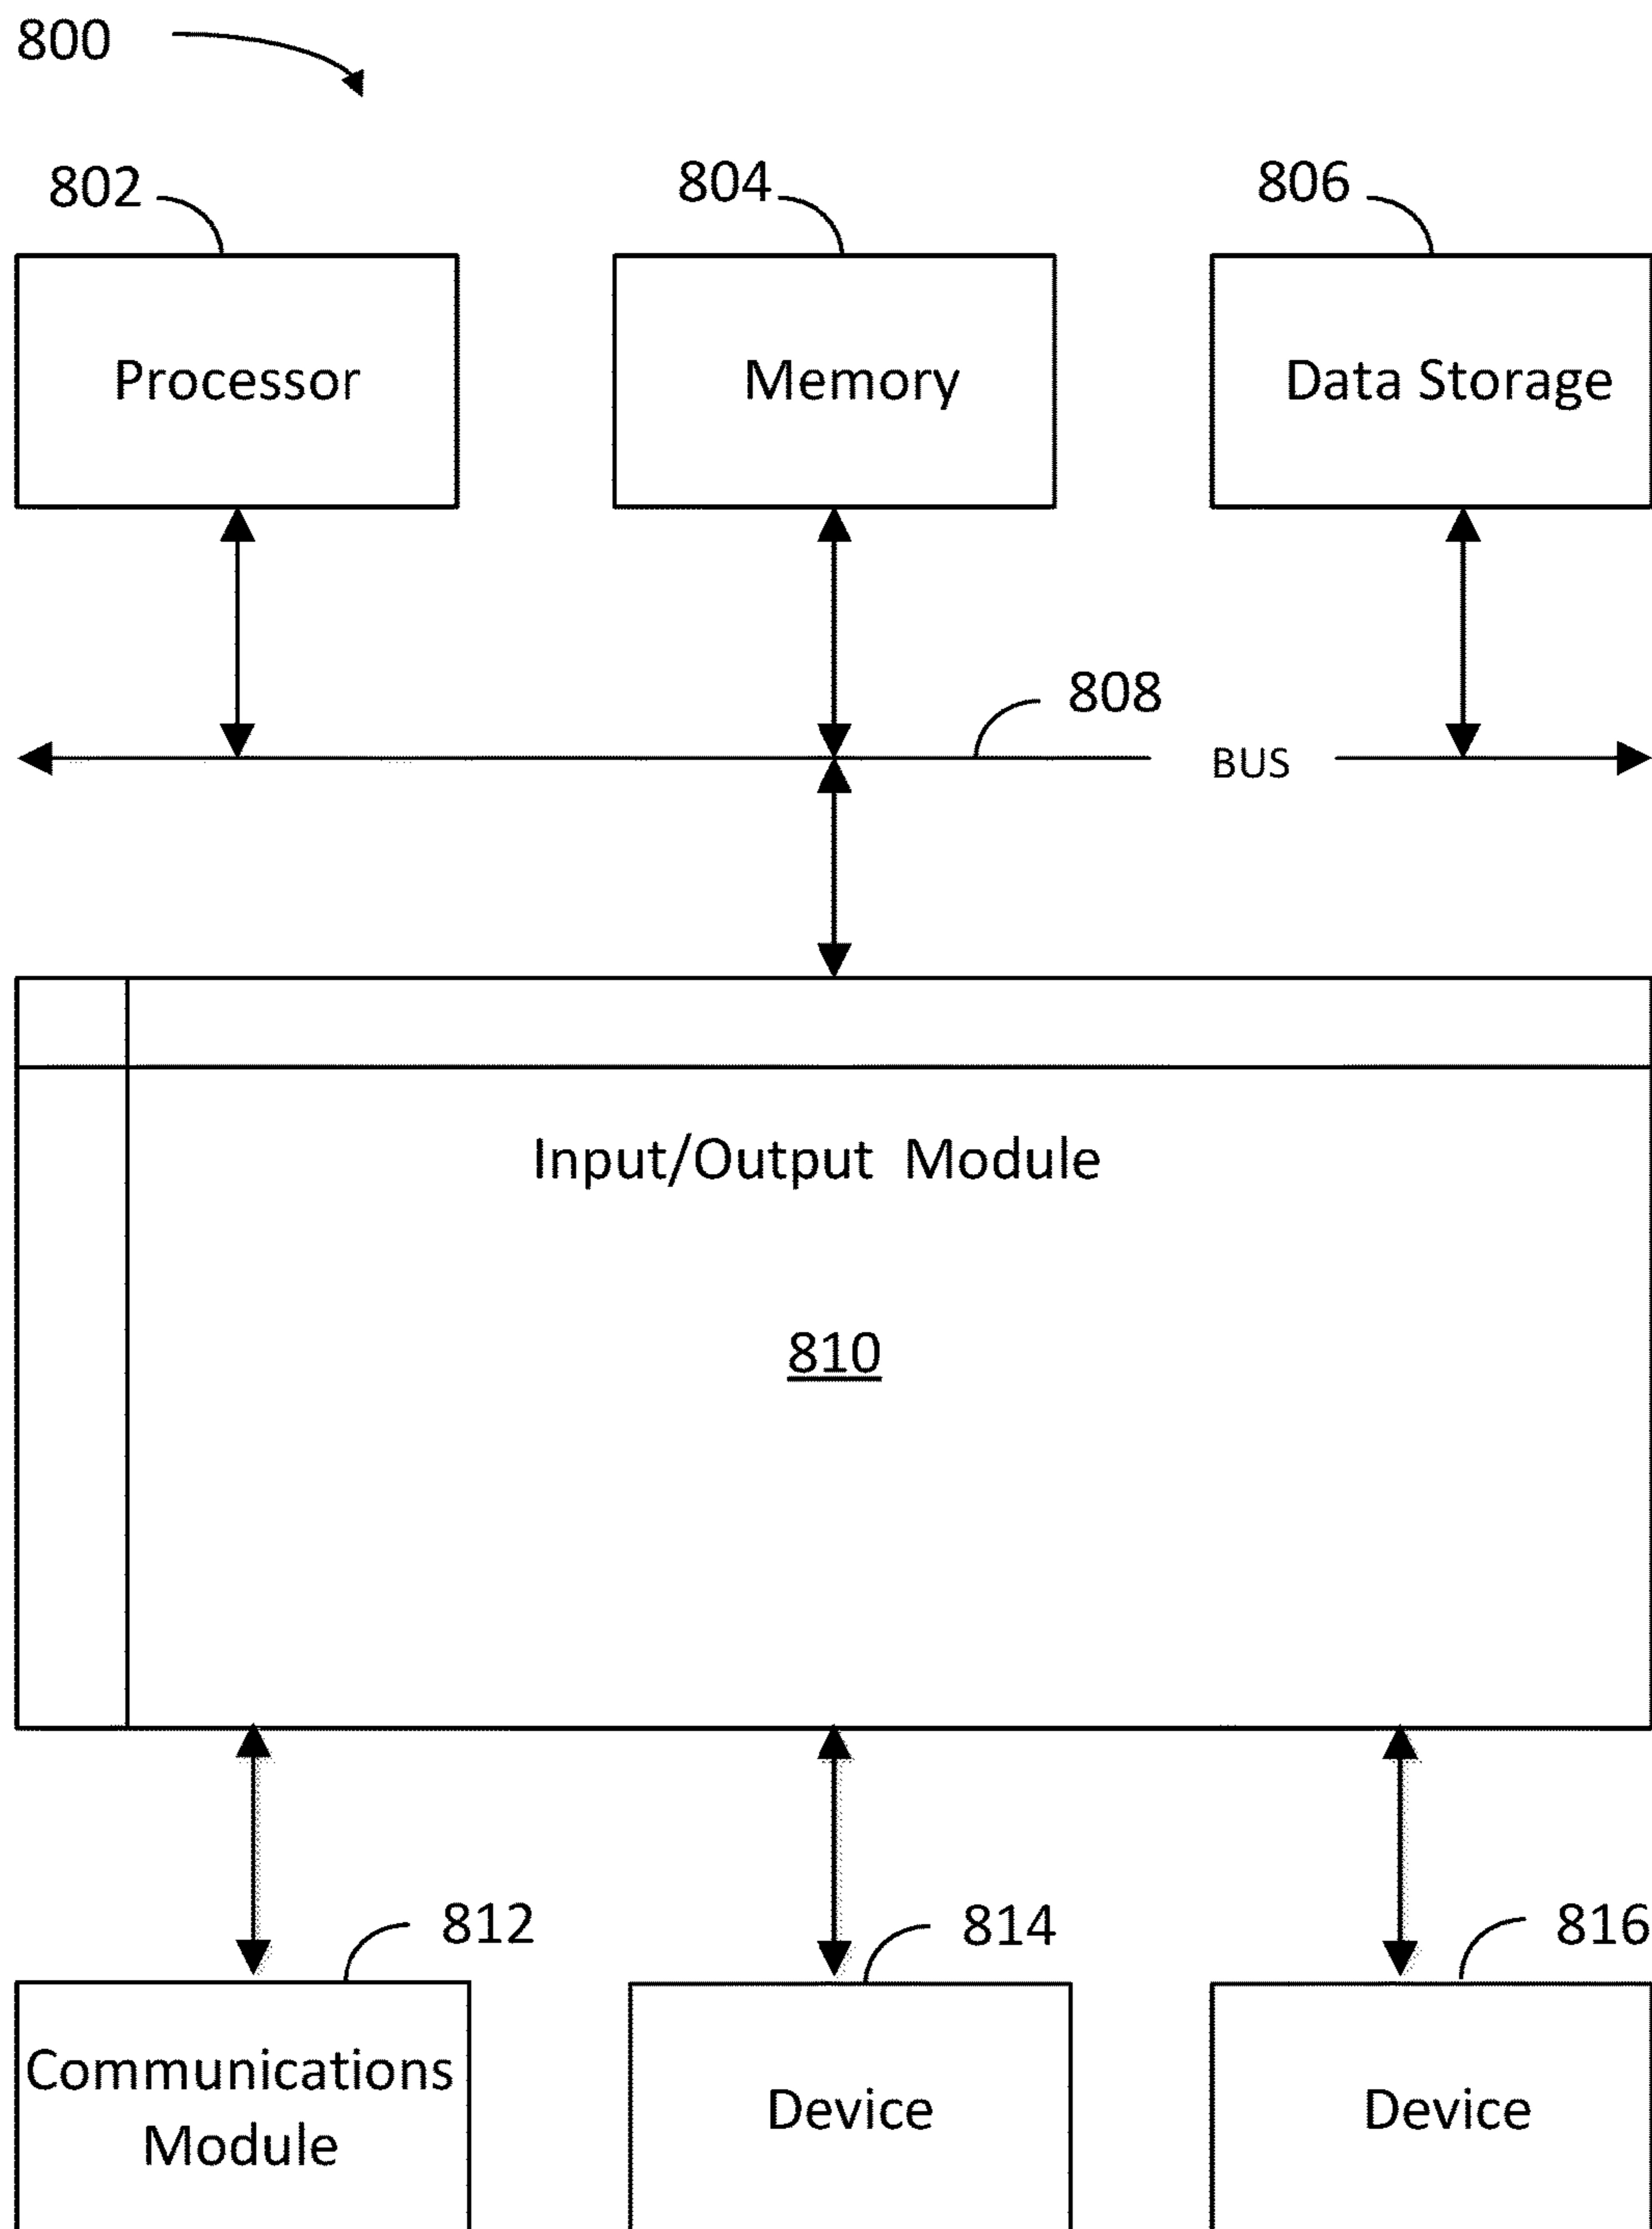 800
802
804
806
Processor
Memory
Data Storage
808
BUS
Input/Output Module
810
812
814
816
Communications
Module
Device
Device